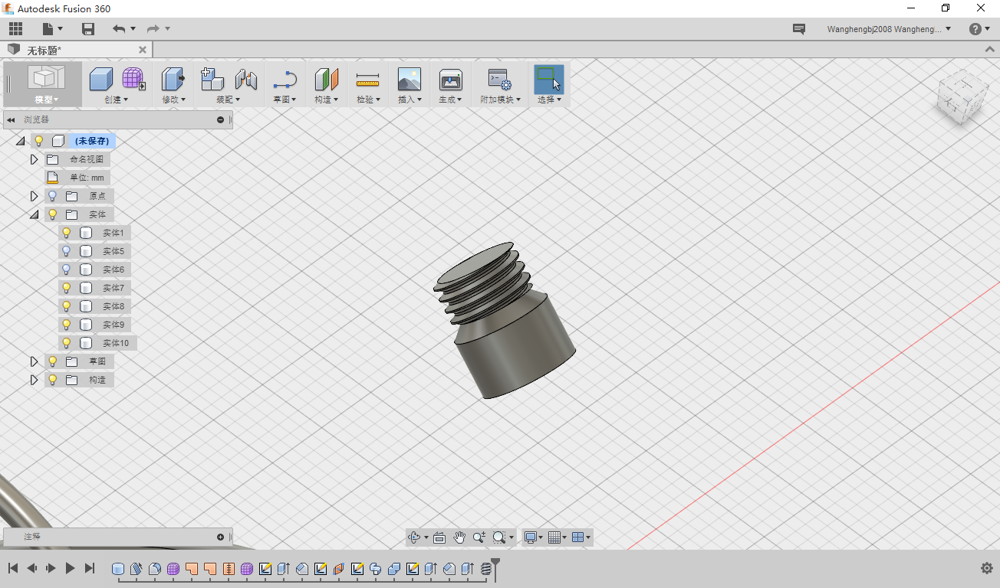 Autodesk Fusion 360
Wanghengbj2008 Wangheng...
无标题*
模型 创建 修改 装配 草图 构造 检验 插入 生成 附加模块 选择
浏览器
(未保存)
命名视图
单位: mm
原点
实体
实体1
实体5
实体6
实体7
实体8
实体9
实体10
草图
构造
注释